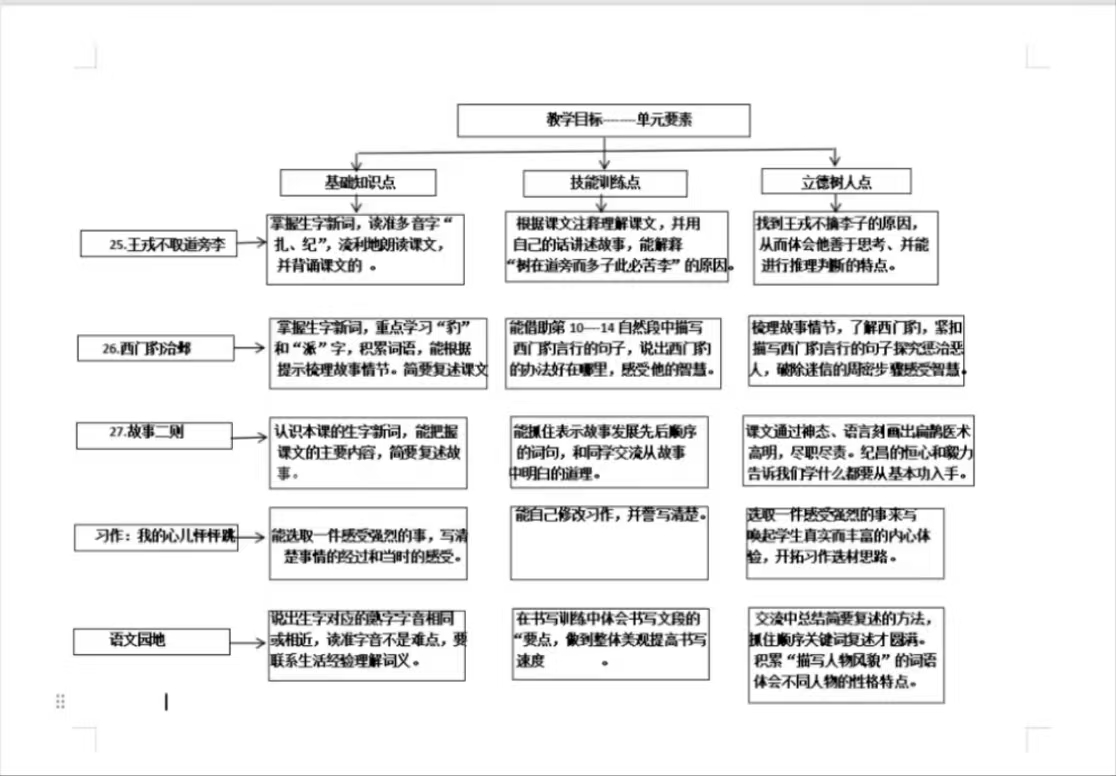 教学目标-------单元要素
基础知识点
技能训练点
立德树人点
25.王戎不取道旁李
掌握生字新词，读准多音字“
扎、纪”，流利地朗读课文，
并背诵课文的 。
根据课文注释理解课文，并用
自己的话讲述故事，能解释
“树在道旁而多子此必苦李”的原因。
找到王戎不摘李子的原因，
从而体会他善于思考、并能
进行推理判断的特点。
26.西门豹治邺
掌握生字新词，重点学习“豹”
和“派”字，积累词语，能根据
提示梳理故事情节。简要复述课文
能借助第 10----14 自然段中描写
西门豹言行的句子，说出西门豹
的办法好在哪里，感受他的智慧。
梳理故事情节，了解西门豹，紧扣
描写西门豹言行的句子探究惩治恶
人，破除迷信的周密步骤感受智慧。
27.故事二则
认识本课的生字新词，能把握
课文的主要内容，简要复述故
事。
能抓住表示故事发展先后顺序
的词句，和同学交流从故事
中明白的道理。
课文通过神态、语言刻画出扁鹊医术
高明，尽职尽责。纪昌的恒心和毅力
告诉我们学什么都要从基本功入手。
习作：我的心儿怦怦跳
能选取一件感受强烈的事，写清
楚事情的经过和当时的感受。
能自己修改习作，并誊写清楚。
选取一件感受强烈的事来写
唤起学生真实而丰富的内心体
验，开拓习作选材思路。
语文园地
说出生字对应的熟字字音相同
或相近，读准字音不是难点，要
联系生活经验理解词义。
在书写训练中体会书写文段的
“要点，做到整体美观提高书写
速度 。
交流中总结简要复述的方法，
抓住顺序关键词复述才圆满。
积累“描写人物风貌”的词语
体会不同人物的性格特点。